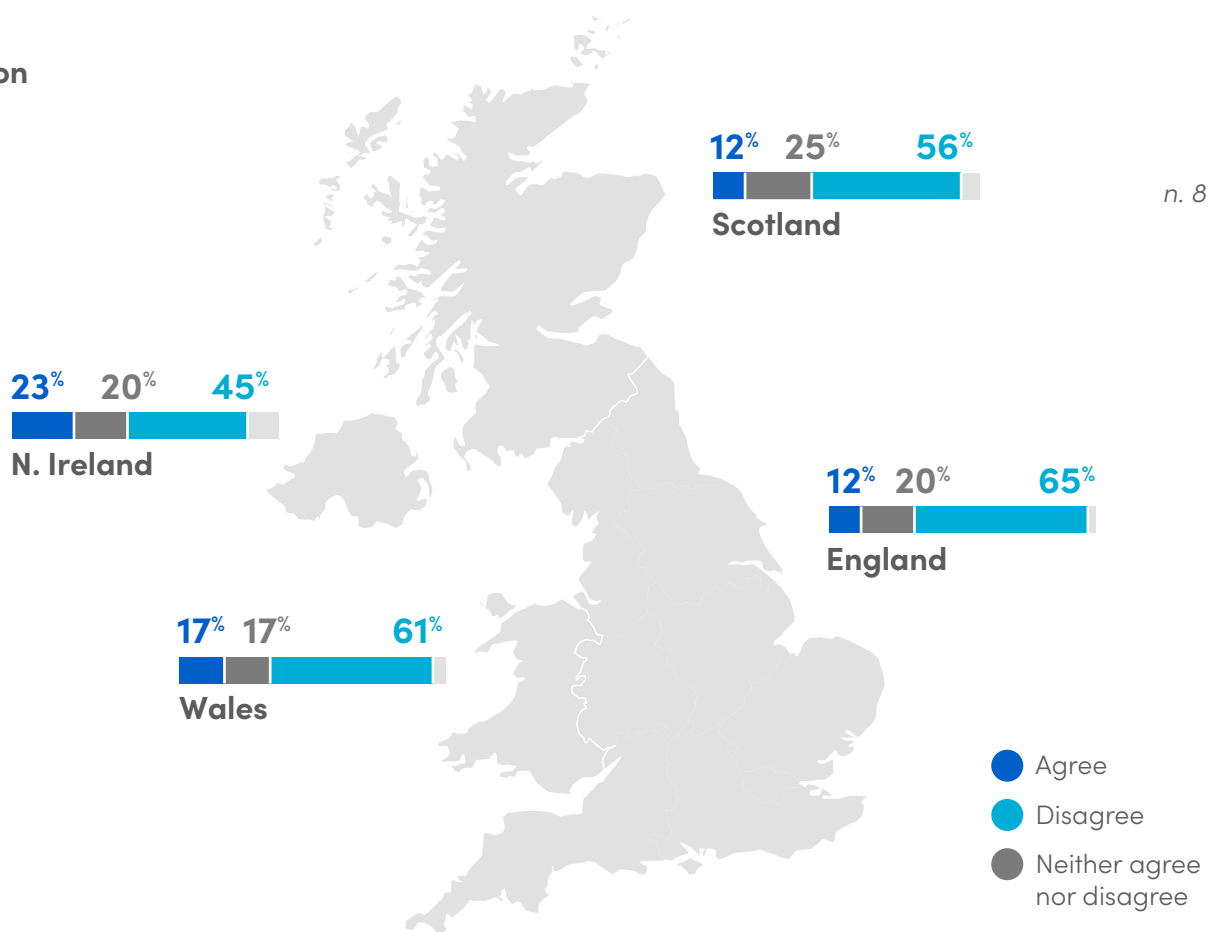 on
12% 25% 56%
Scotland
n. 8
23% 20% 45%
N. Ireland
12% 20% 65%
England
17% 17% 61%
Wales
Agree
Disagree
Neither agree
nor disagree